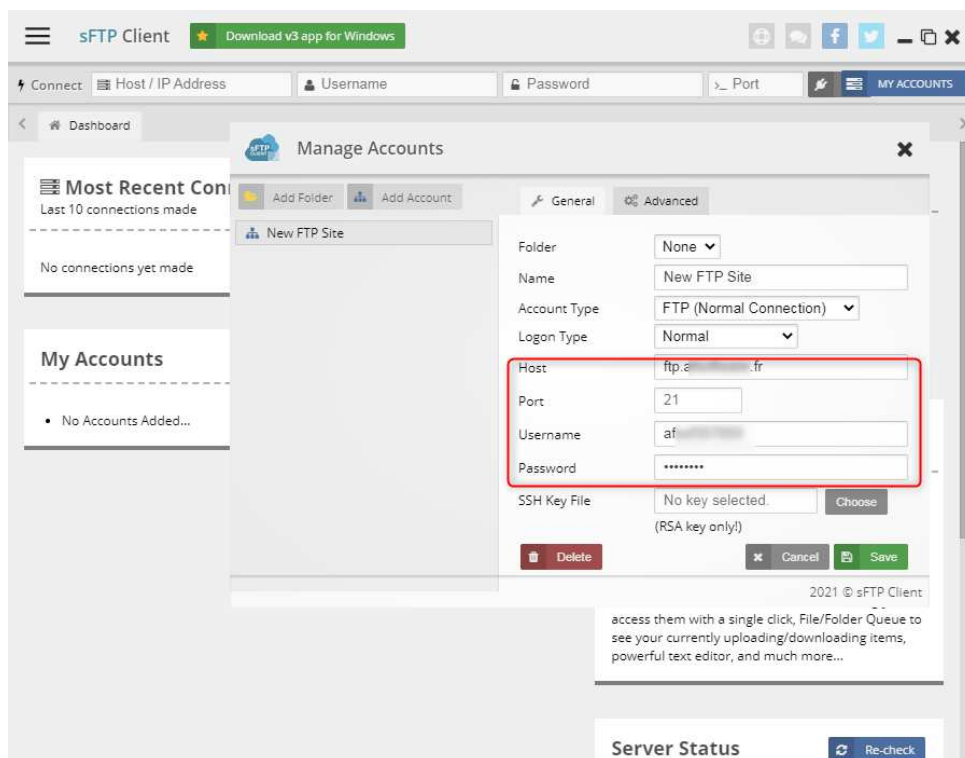 sFTP Client
Download v3 app for Windows
Connect
Host / IP Address
Username
Password
Port
MY ACCOUNTS
Dashboard
Most Recent Con
Last 10 connections made
No connections yet made
My Accounts
No Accounts Added...
Manage Accounts
Add Folder
Add Account
New FTP Site
General
Advanced
Folder
None
Name
New FTP Site
Account Type
FTP (Normal Connection)
Logon Type
Normal
Host
ftp.a .fr
Port
21
Username
af
Password
SSH Key File
No key selected.
Choose
(RSA key only!)
Delete
Cancel
Save
2021 © sFTP Client
access them with a single click, File/Folder Queue to
see your currently uploading/downloading items,
powerful text editor, and much more...
Server Status
Re-check